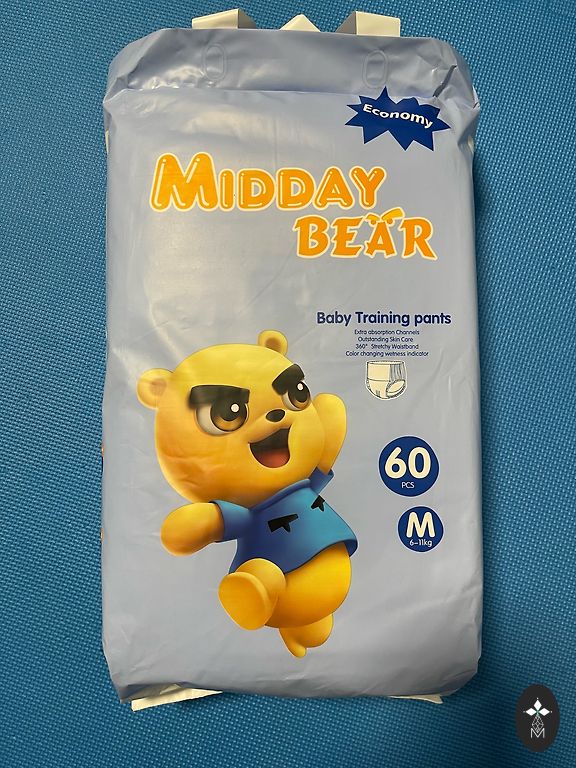 Economy
MIDDAY
BEAR
Baby Training pants
Extra absorption Channels
Outstanding Skin Care
360° Stretchy Waistband
Color changing wetness indicator
60
PCS
M
6-11kg
M